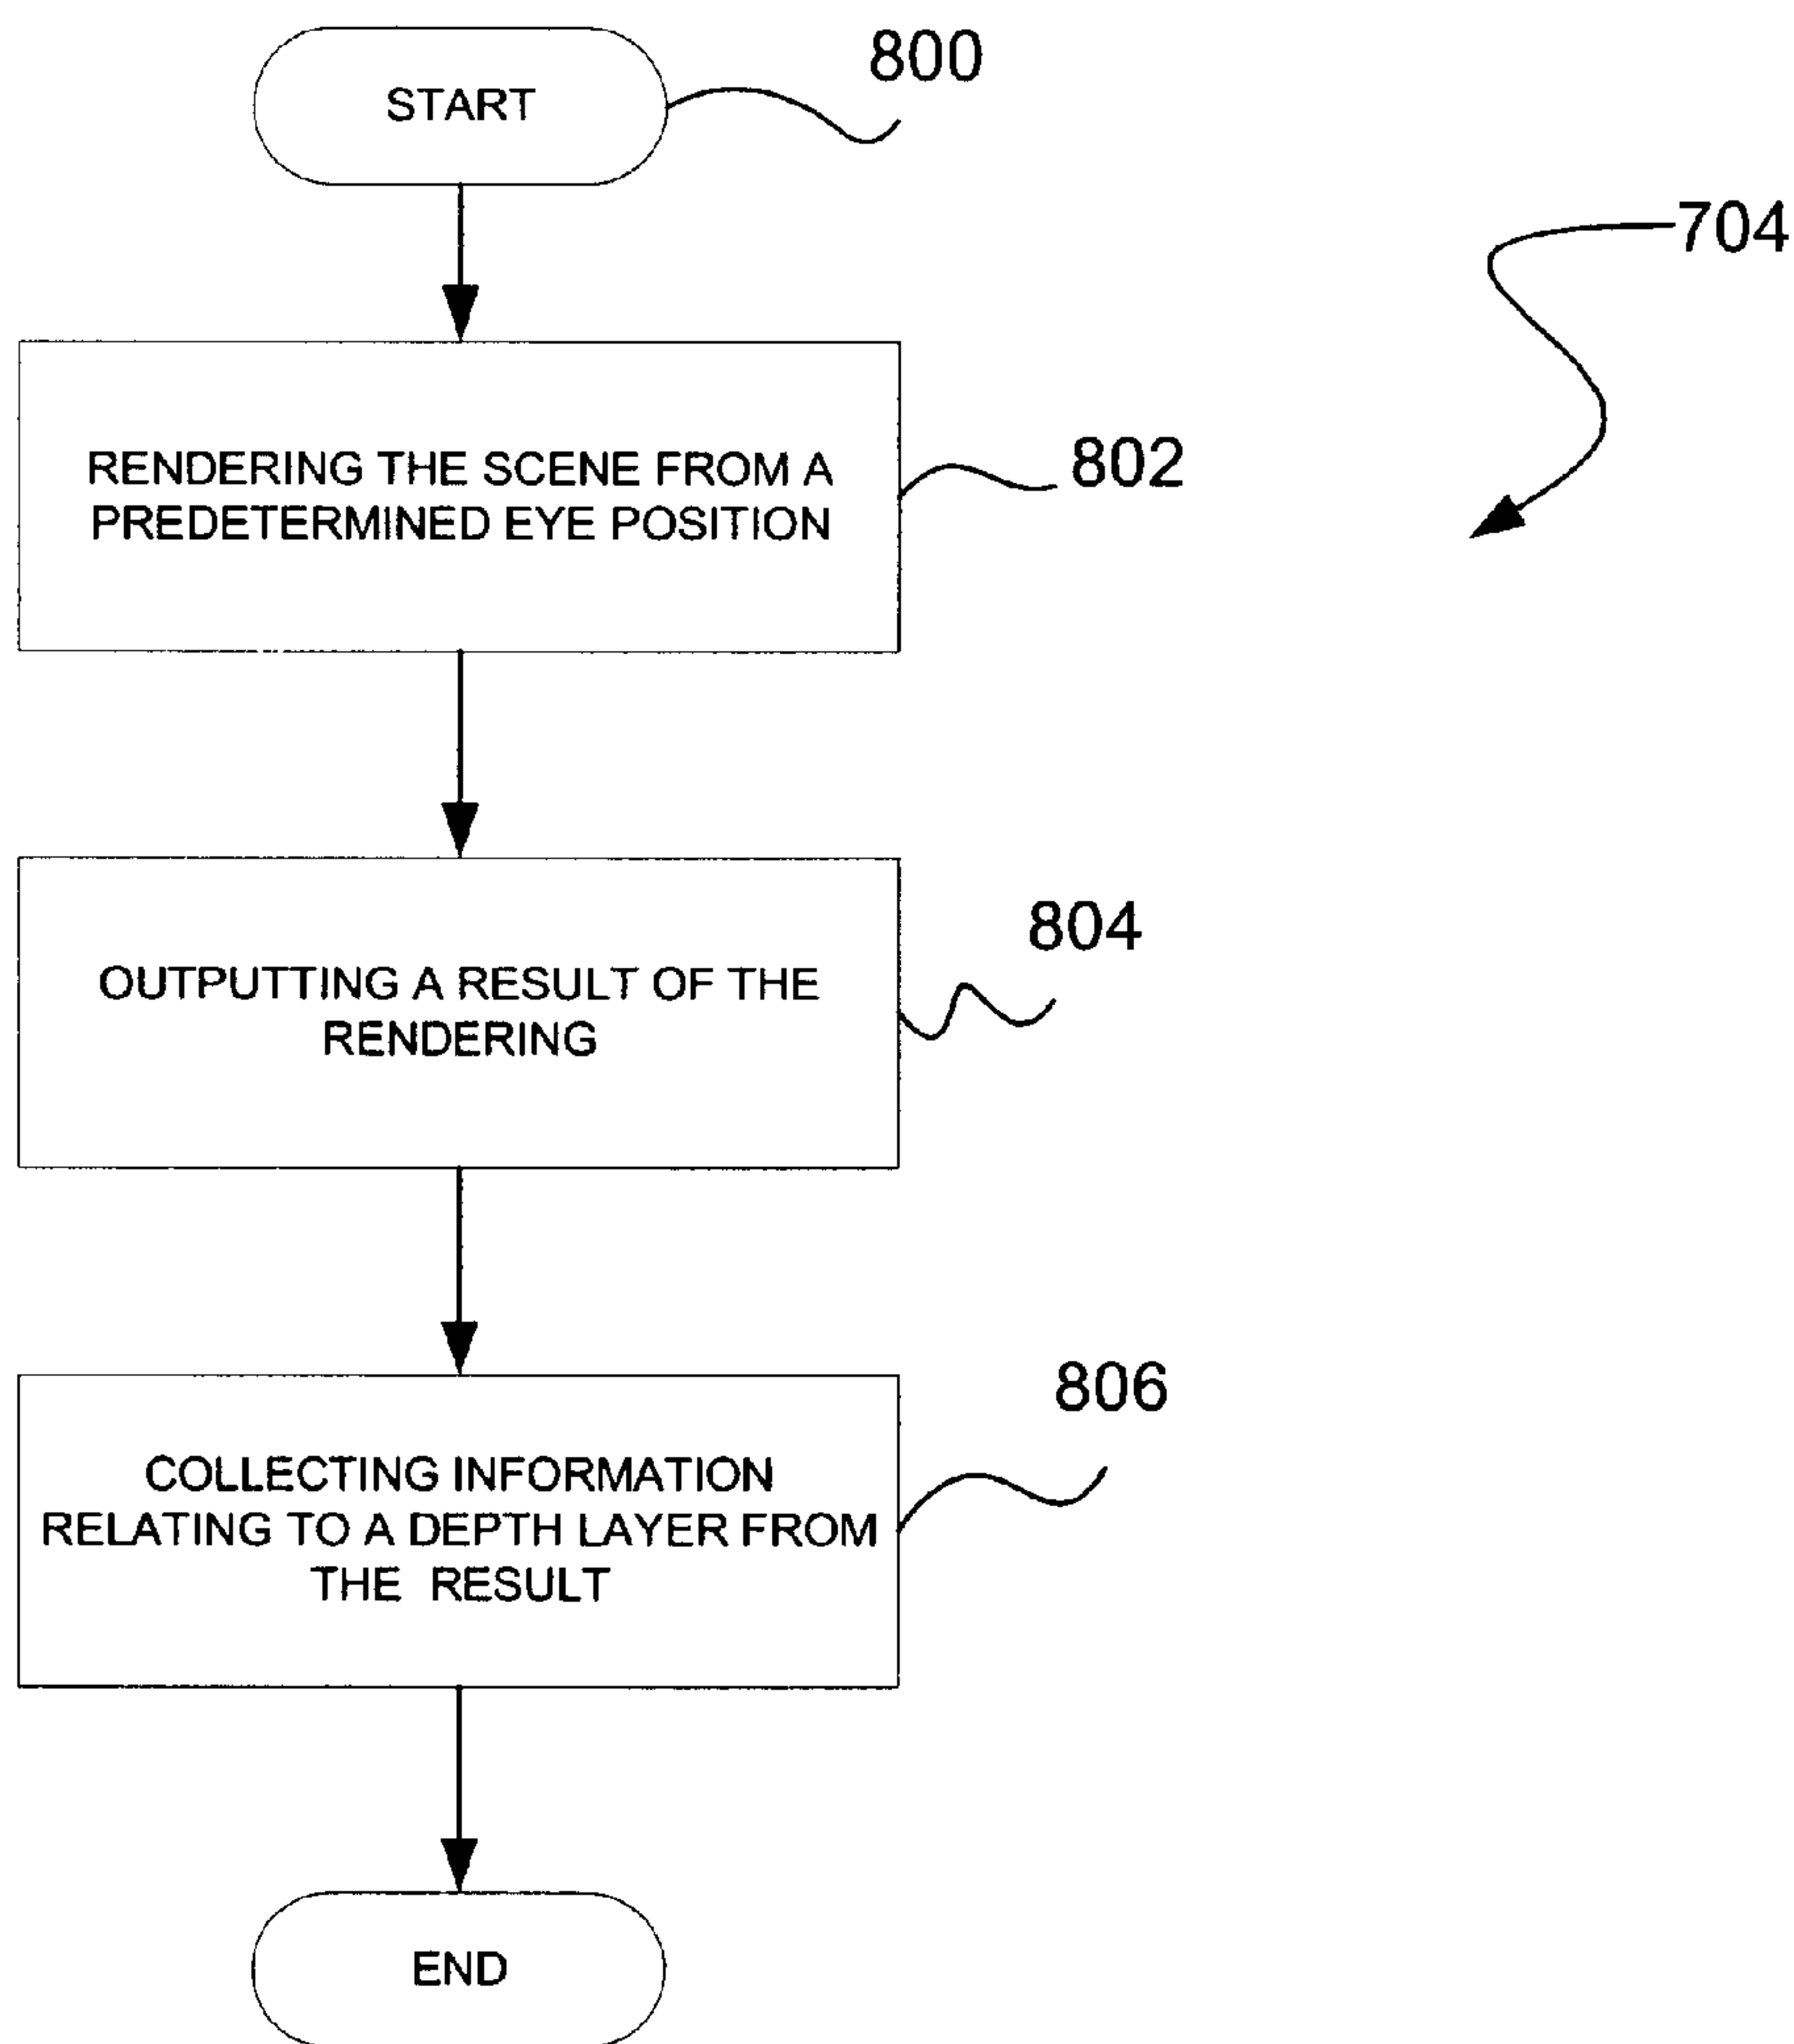 START
800
704
RENDERING THE SCENE FROM A
PREDETERMINED EYE POSITION
802
OUTPUTTING A RESULT OF THE
RENDERING
804
COLLECTING INFORMATION
RELATING TO A DEPTH LAYER FROM
THE RESULT
806
END